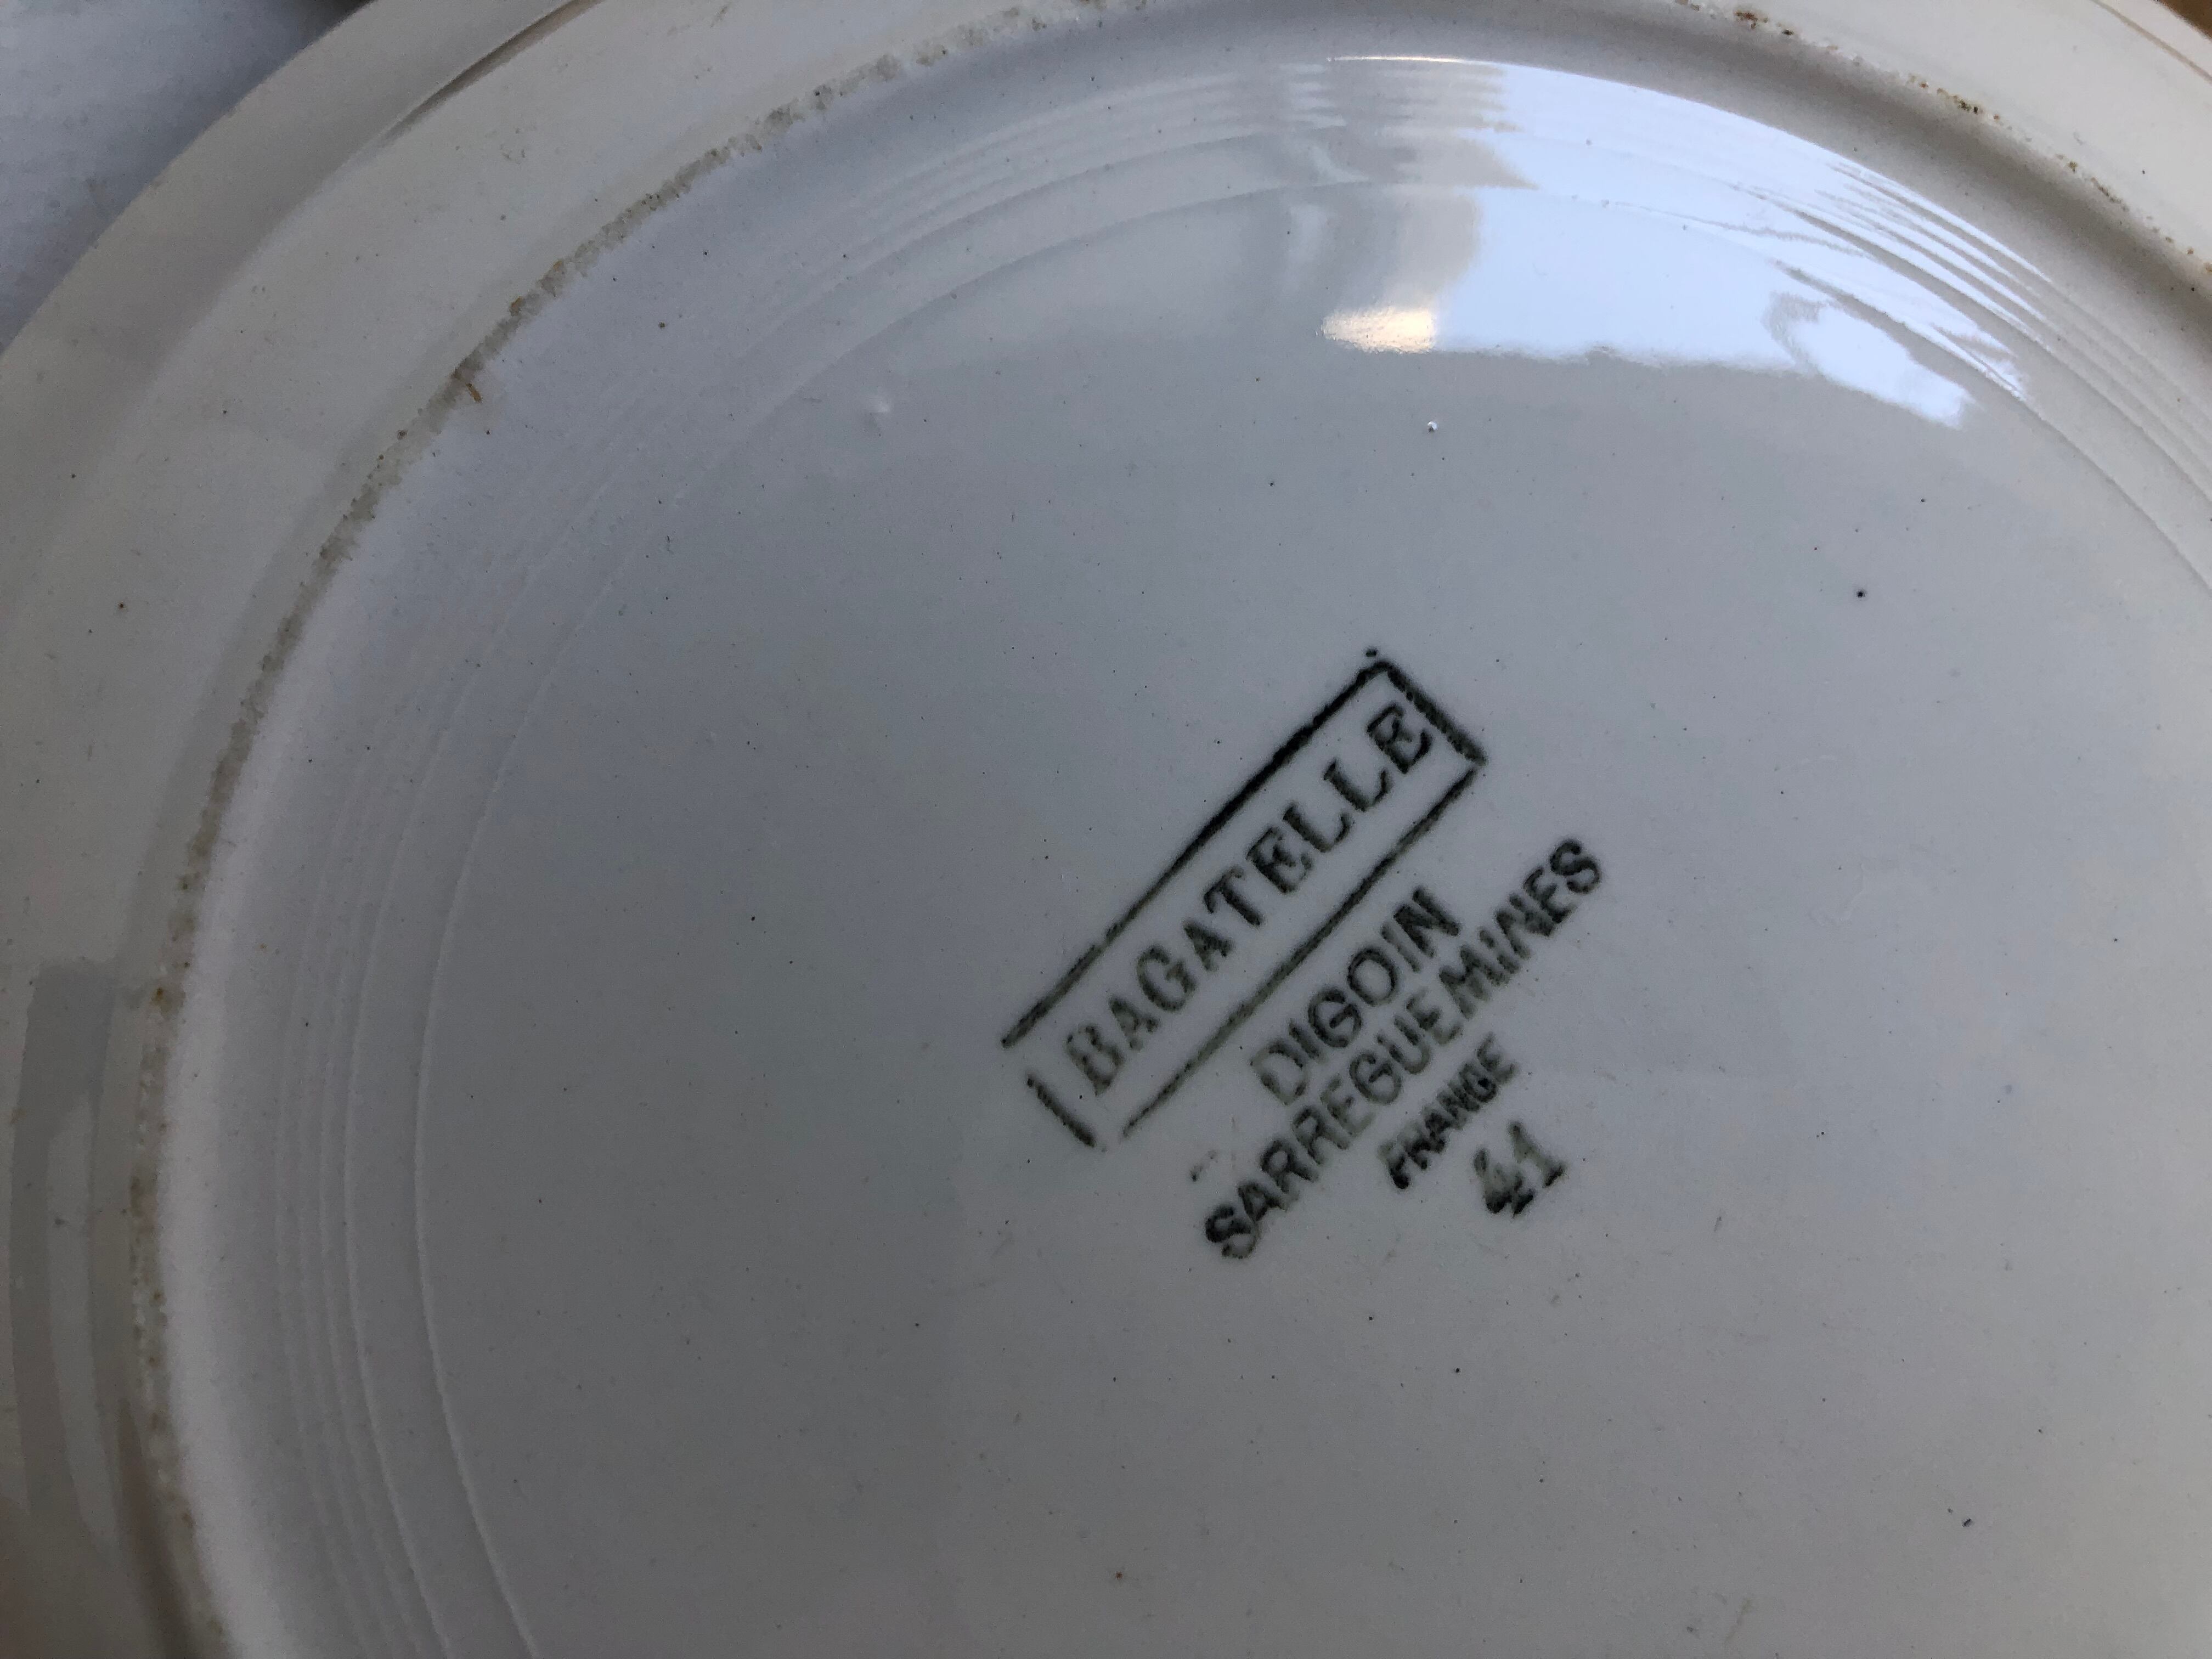 BAGATELLE
DIGOIN
SARREGUEMINES
FRANCE
41